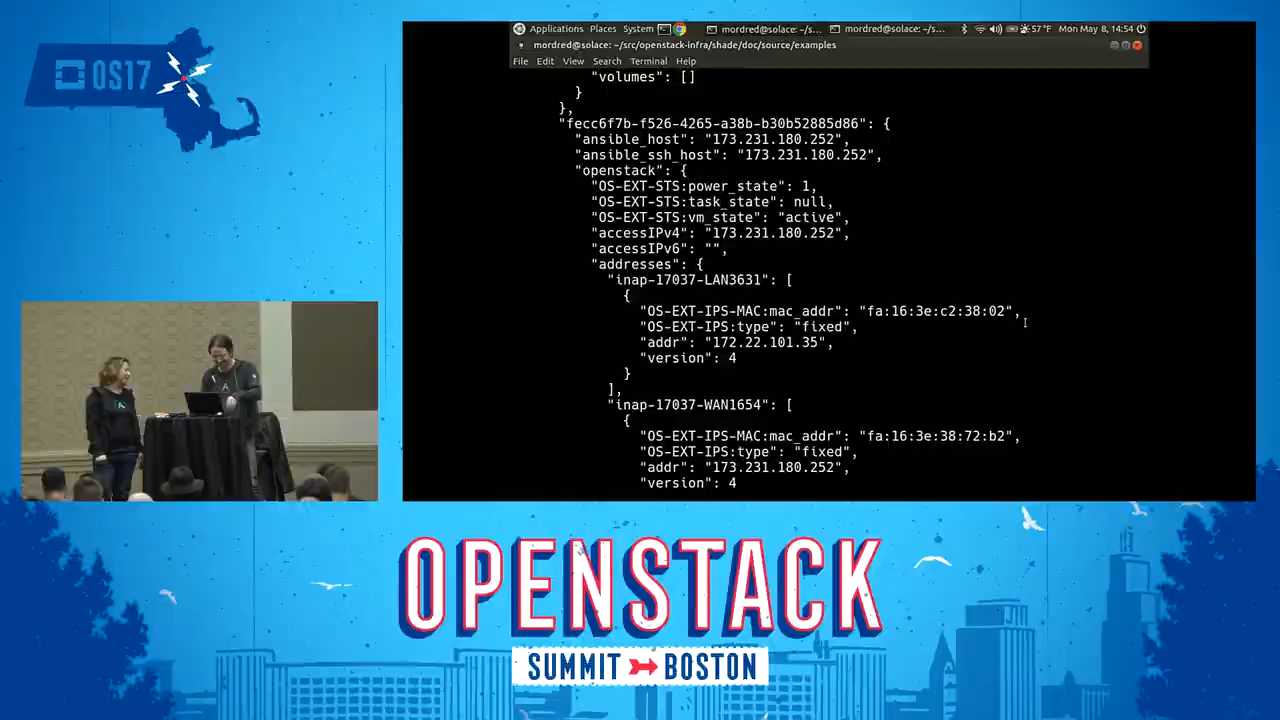 OS17
Applications Places System mordred@solace: ~/s... mordred@solace: ~/s... 57 °F Mon May 8, 14:54
mordred@solace: ~/src/openstack-infra/shade/doc/source/examples
File Edit View Search Terminal Help
"volumes": []
}
},
"fecc6f7b-f526-4265-a38b-b30b52885d86": {
"ansible_host": "173.231.180.252",
"ansible_ssh_host": "173.231.180.252",
"openstack": {
"OS-EXT-STS:power_state": 1,
"OS-EXT-STS:task_state": null,
"OS-EXT-STS:vm_state": "active",
"accessIPv4": "173.231.180.252",
"accessIPv6": "",
"addresses": {
"inap-17037-LAN3631": [
{
"OS-EXT-IPS-MAC:mac_addr": "fa:16:3e:c2:38:02",
"OS-EXT-IPS:type": "fixed",
"addr": "172.22.101.35",
"version": 4
}
],
"inap-17037-WAN1654": [
{
"OS-EXT-IPS-MAC:mac_addr": "fa:16:3e:38:72:b2",
"OS-EXT-IPS:type": "fixed",
"addr": "173.231.180.252",
"version": 4
OPENSTACK
SUMMIT BOSTON